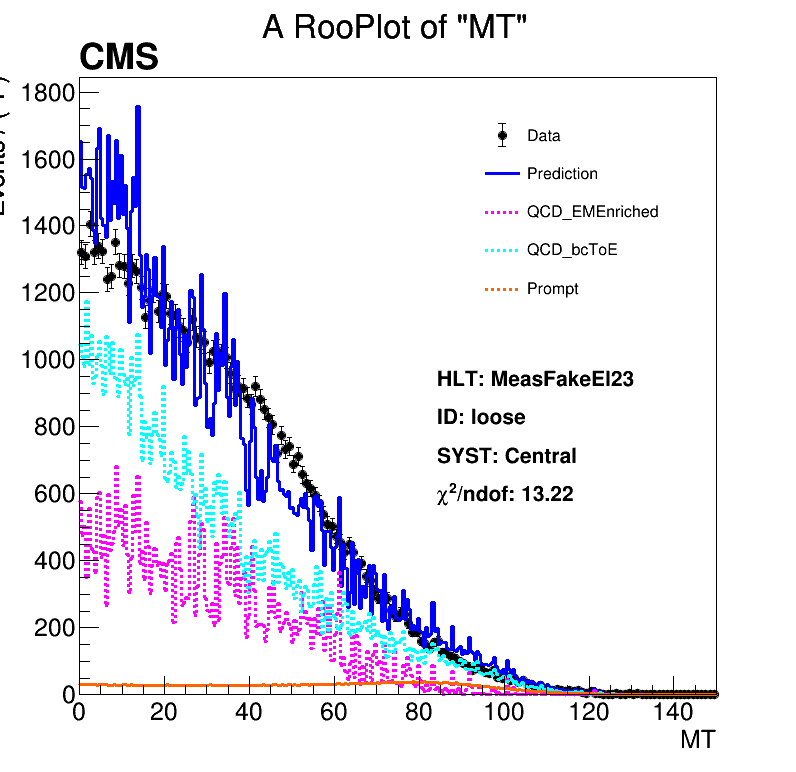 A RooPlot of "MT"
CMS
Events / (
1800
1600
1400
1200
1000
800
600
400
200
0
Data
Prediction
QCD_EMEnriched
QCD_bcToE
Prompt
HLT: MeasFakeEl23
ID: loose
SYST: Central
χ²/ndof: 13.22
0 20 40 60 80 100 120 140
MT